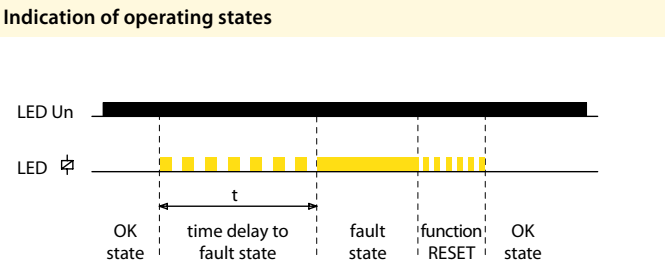 Indication of operating states
LED Un
LED
t
OK time delay to fault function OK
state fault state state RESET state